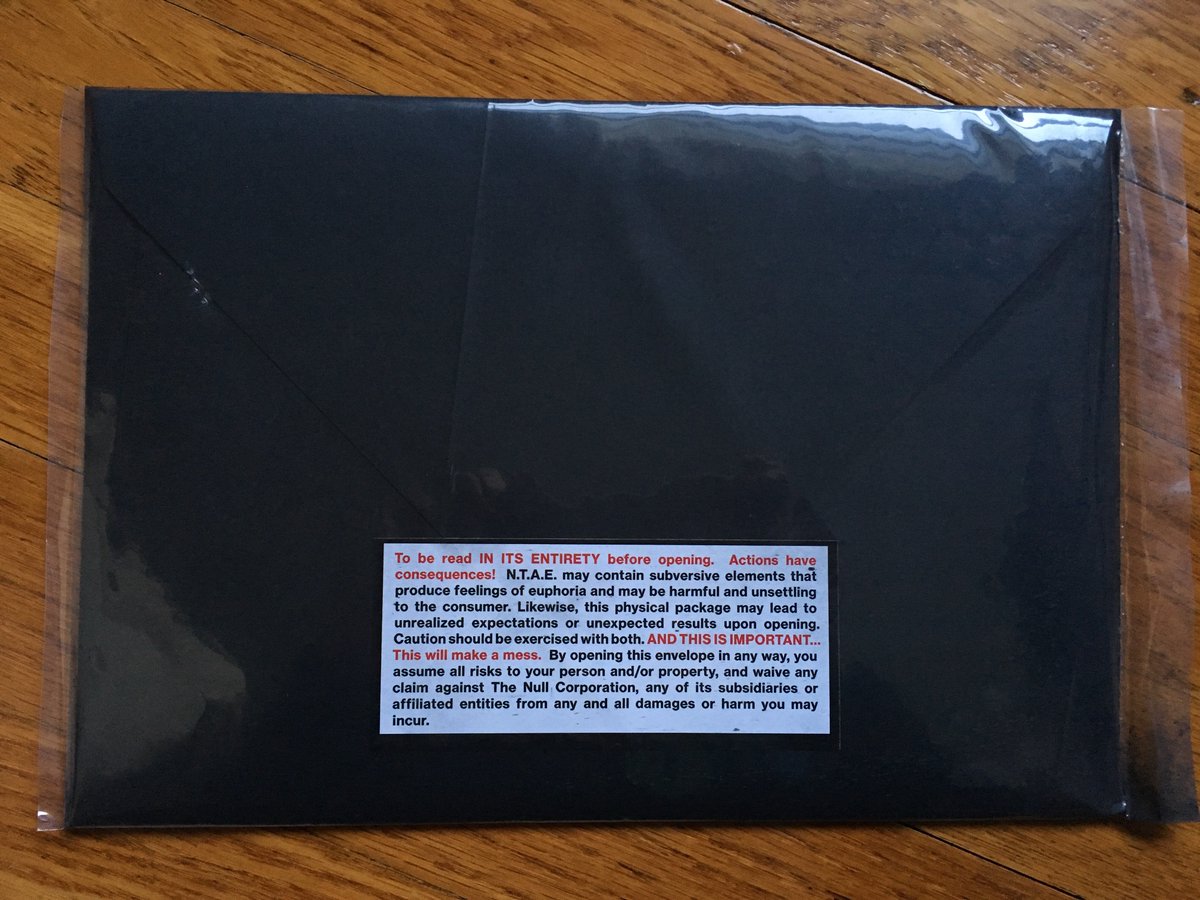 To be read IN ITS ENTIRETY before opening. Actions have
consequences! N.T.A.E. may contain subversive elements that
produce feelings of euphoria and may be harmful and unsettling
to the consumer. Likewise, this physical package may lead to
unrealized expectations or unexpected results upon opening.
Caution should be exercised with both. AND THIS IS IMPORTANT...
This will make a mess. By opening this envelope in any way, you
assume all risks to your person and/or property, and waive any
claim against The Null Corporation, any of its subsidiaries or
affiliated entities from any and all damages or harm you may
incur.